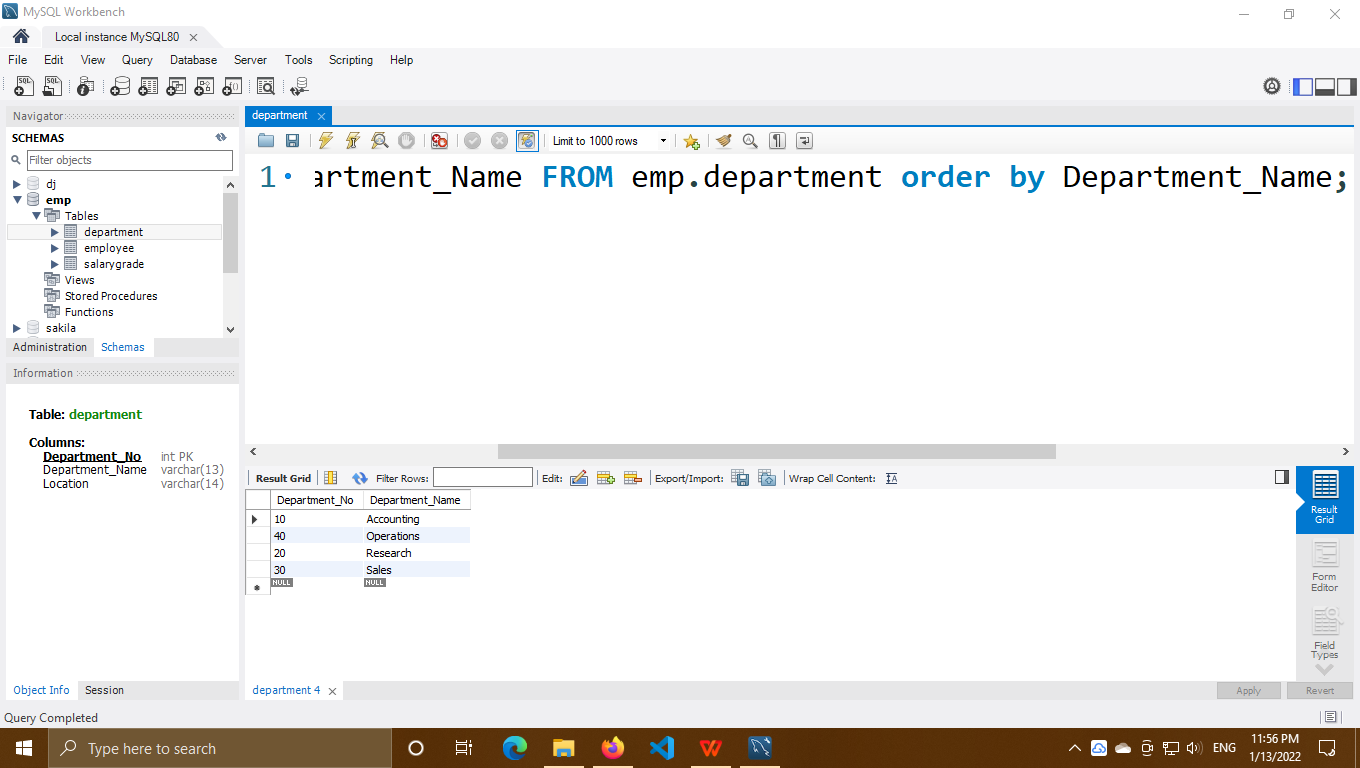 MySQL Workbench
Local instance MySQL80
File Edit View Query Database Server Tools Scripting Help
Navigator
SCHEMAS
Filter objects
dj
emp
Tables
department
employee
salarygrade
Views
Stored Procedures
Functions
sakila
Administration Schemas
Information
Table: department
Columns:
Department_No int PK
Department_Name varchar(13)
Location varchar(14)
Object Info Session
department
Limit to 1000 rows
1 artment_Name FROM emp.department order by Department_Name;
Result Grid Filter Rows: Edit: Export/Import: Wrap Cell Content: IA
Department_No Department_Name
10 Accounting
40 Operations
20 Research
30 Sales
NULL NULL
Result
Grid
Form
Editor
Field
Types
department 4
Apply Revert
Query Completed
Type here to search
ENG
11:56 PM
1/13/2022